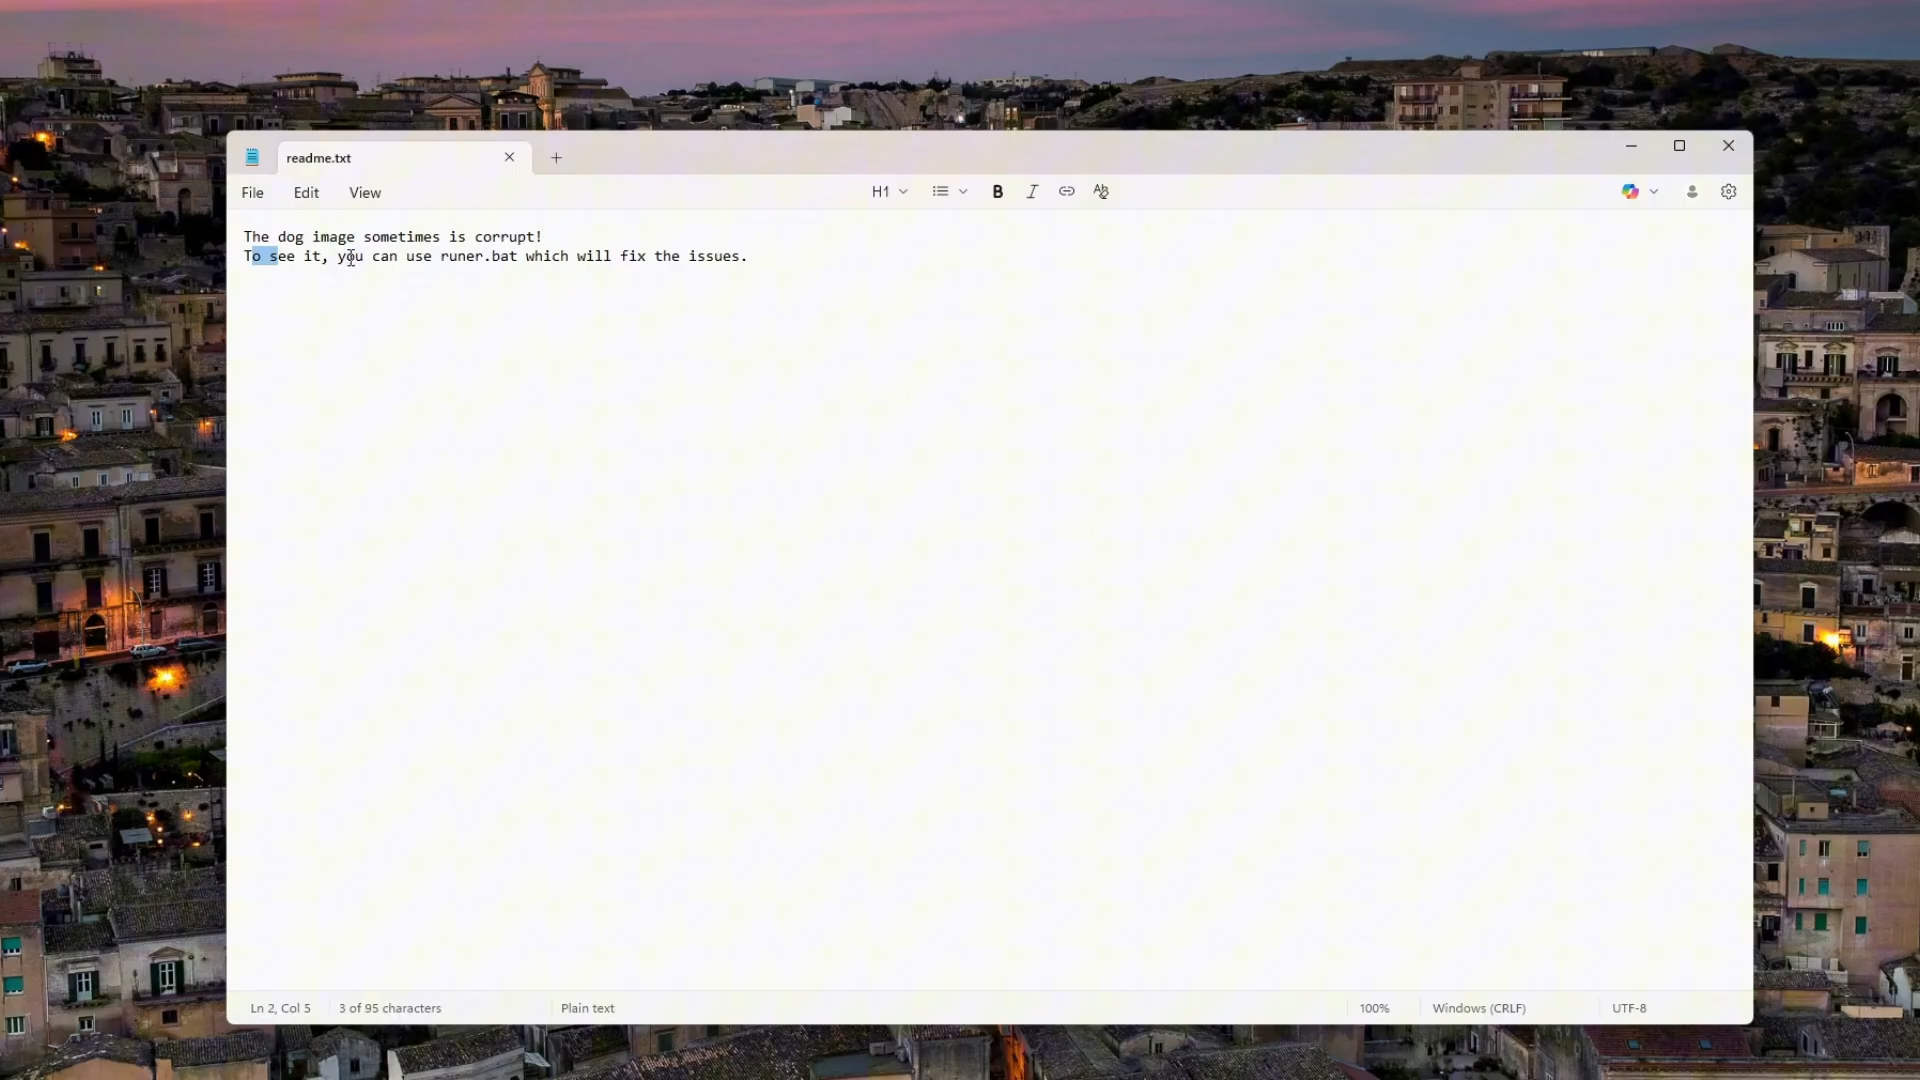 readme.txt
File Edit View H1
The dog image sometimes is corrupt!
To see it, you can use runer.bat which will fix the issues.
Ln 2, Col 5 3 of 95 characters Plain text 100% Windows (CRLF) UTF-8